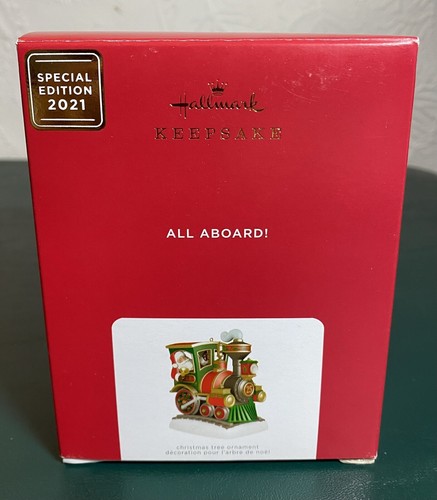 SPECIAL
EDITION
2021
Hallmark
KEEPSAKE
ALL ABOARD!
christmas tree ornament
décoration pour l'arbre de noël